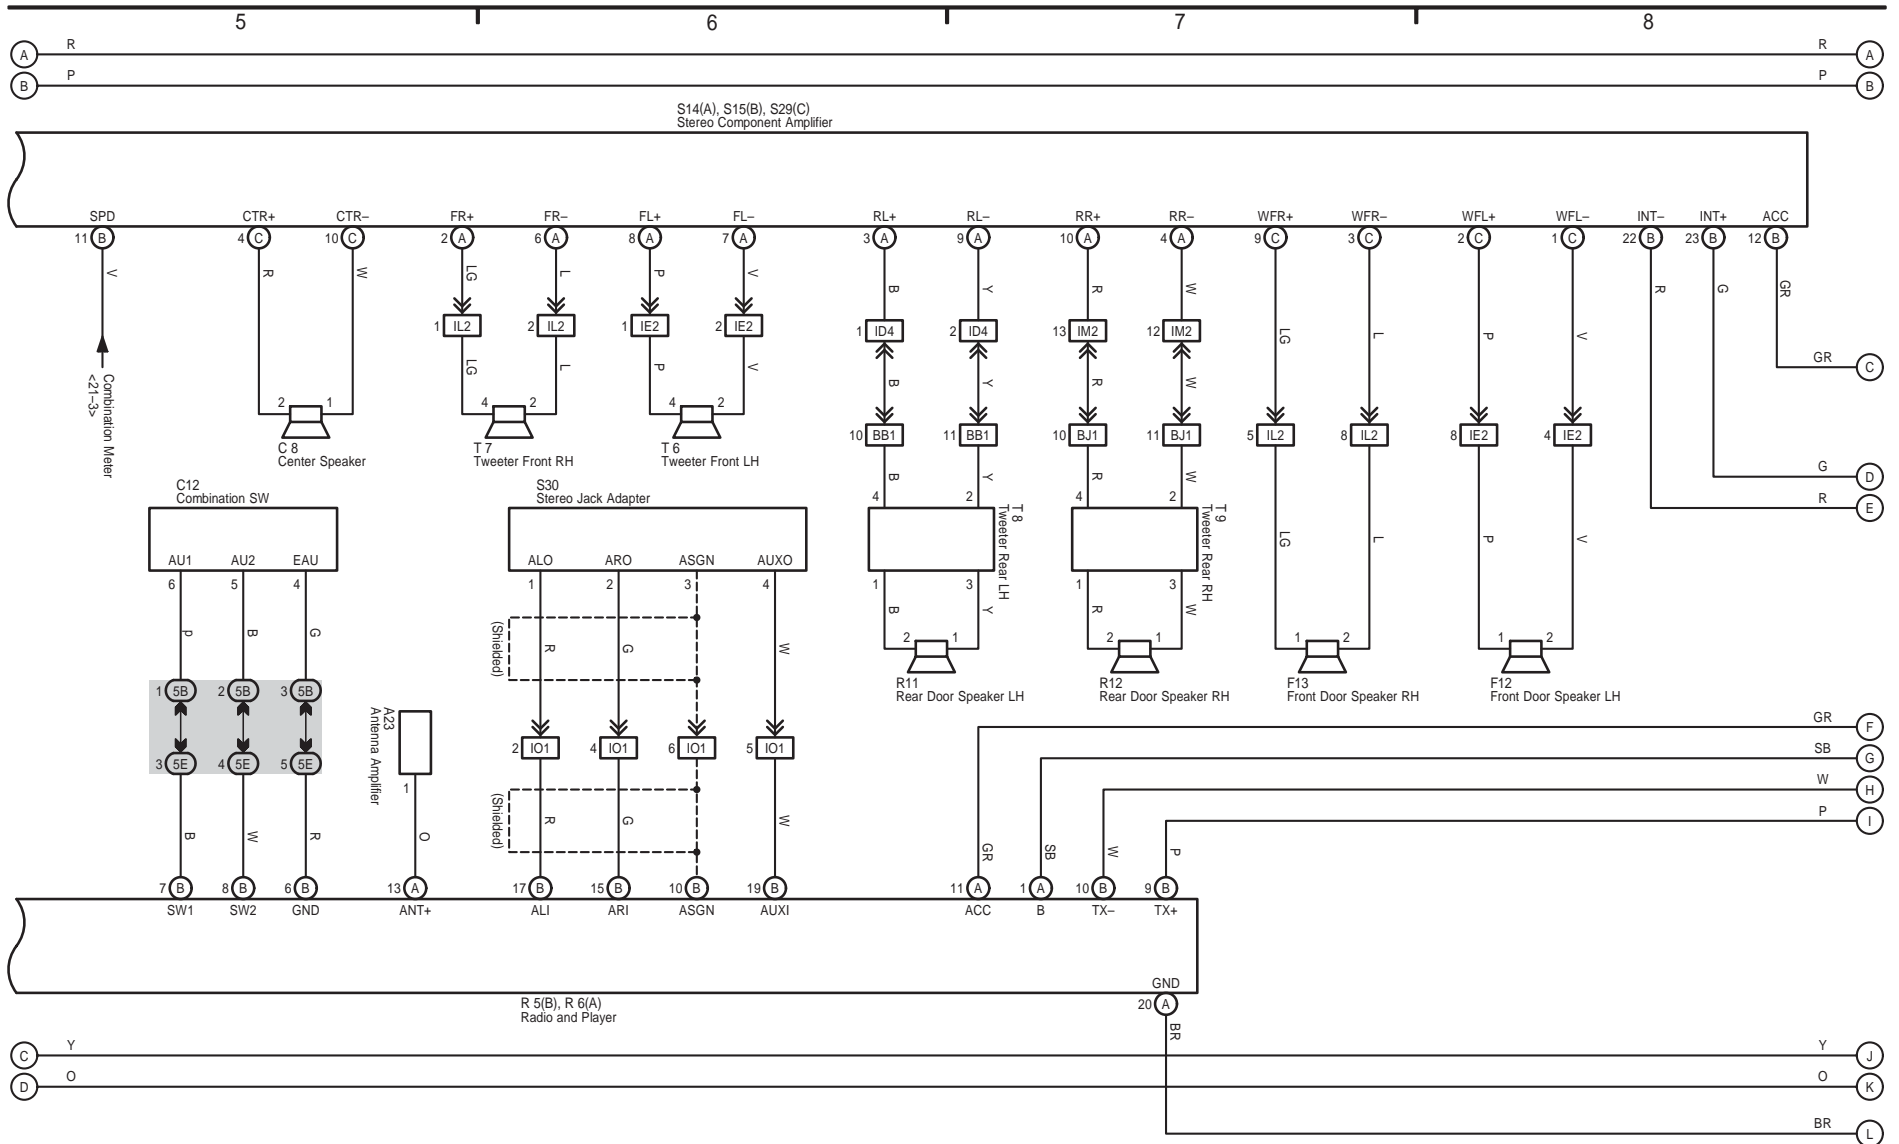 5 6 7 8
A R R A
B P P B
S14(A), S15(B), S29(C)
Stereo Component Amplifier
SPD CTR+ CTR– FR+ FR– FL+ FL– RL+ RL– RR+ RR– WFR+ WFR– WFL+ WFL– INT– INT+ ACC
11 B 4 C 10 C 2 A 6 A 8 A 7 A 3 A 9 A 10 A 4 A 9 C 3 C 2 C 1 C 22 B 23 B 12 B
V R W LG L P V B Y R W LG L P V R G GR
1 IL2 2 IL2 1 IE2 2 IE2 1 ID4 2 ID4 13 IM2 12 IM2
LG L P V B Y R W
GR C
Combination Meter
<21–3>
2 1 4 2 4 2
C 8
Center Speaker
T 7
Tweeter Front RH
T 6
Tweeter Front LH
10 BB1 11 BB1 10 BJ1 11 BJ1 5 IL2 8 IL2 8 IE2 4 IE2
B Y R W
G D
R E
4 2 4 2
T 8
Tweeter Rear LH
T 9
Tweeter Rear RH
LG L P V
1 3 1 3
B Y R W
2 1 2 1 1 2 1 2
R11
Rear Door Speaker LH
R12
Rear Door Speaker RH
F13
Front Door Speaker RH
F12
Front Door Speaker LH
C12
Combination SW
AU1 AU2 EAU
6 5 4
P B G
1 5B 2 5B 3 5B
3 5E 4 5E 5 5E
B W R
A23
Antenna Amplifier
1
O
S30
Stereo Jack Adapter
ALO ARO ASGN AUXO
1 2 3 4
(Shielded)
R G W
2 IO1 4 IO1 6 IO1 5 IO1
(Shielded)
R G W
GR F
SB G
W H
P I
GR SB W P
7 B 8 B 6 B 13 A 17 B 15 B 10 B 19 B 11 A 1 A 10 B 9 B
SW1 SW2 GND ANT+ ALI ARI ASGN AUXI ACC B TX– TX+
GND
20 A
BR
R 5(B), R 6(A)
Radio and Player
C Y Y J
D O O K
BR L